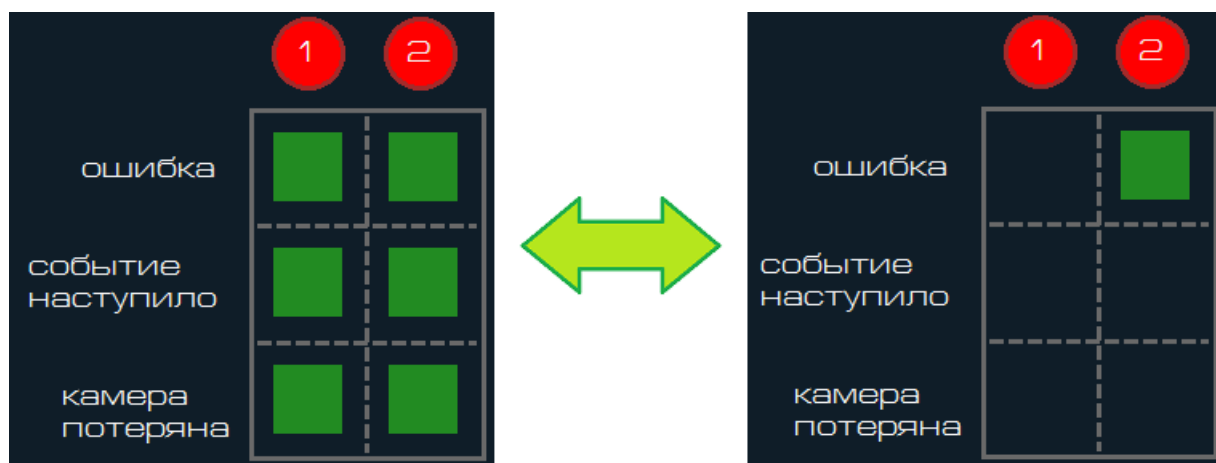 1 2
ошибка
событие
наступило
камера
потеряна
1 2
ошибка
событие
наступило
камера
потеряна